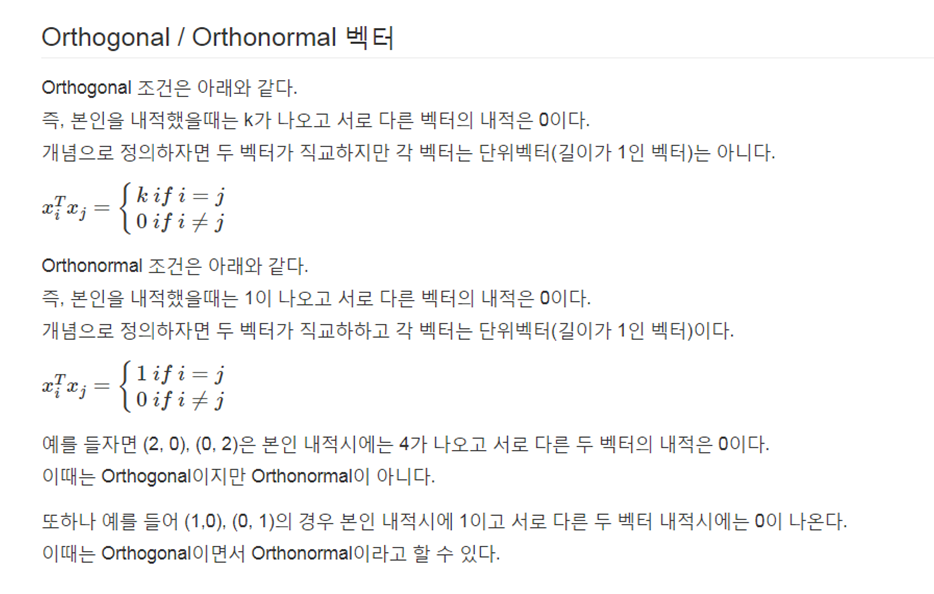 Orthogonal / Orthonormal 벡터
Orthogonal 조건은 아래와 같다.
즉, 본인을 내적했을때는 k가 나오고 서로 다른 벡터의 내적은 0이다.
개념으로 정의하자면 두 벡터가 직교하지만 각 벡터는 단위벡터(길이가 1인 벡터)는 아니다.
$x_i^T x_j = \begin{cases} k \, if \, i = j \\ 0 \, if \, i \neq j \end{cases}$
Orthonormal 조건은 아래와 같다.
즉, 본인을 내적했을때는 1이 나오고 서로 다른 벡터의 내적은 0이다.
개념으로 정의하자면 두 벡터가 직교하하고 각 벡터는 단위벡터(길이가 1인 벡터)이다.
$x_i^T x_j = \begin{cases} 1 \, if \, i = j \\ 0 \, if \, i \neq j \end{cases}$
예를 들자면 (2, 0), (0, 2)은 본인 내적시에는 4가 나오고 서로 다른 두 벡터의 내적은 0이다.
이때는 Orthogonal이지만 Orthonormal이 아니다.
또하나 예를 들어 (1,0), (0, 1)의 경우 본인 내적시에 1이고 서로 다른 두 벡터 내적시에는 0이 나온다.
이때는 Orthogonal이면서 Orthonormal이라고 할 수 있다.